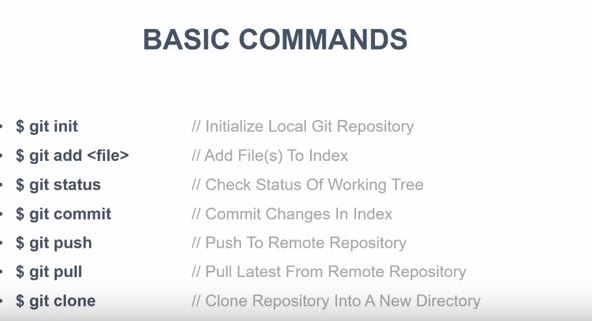 BASIC COMMANDS
• $ git init // Initialize Local Git Repository
• $ git add <file> // Add File(s) To Index
• $ git status // Check Status Of Working Tree
• $ git commit // Commit Changes In Index
• $ git push // Push To Remote Repository
• $ git pull // Pull Latest From Remote Repository
• $ git clone // Clone Repository Into A New Directory